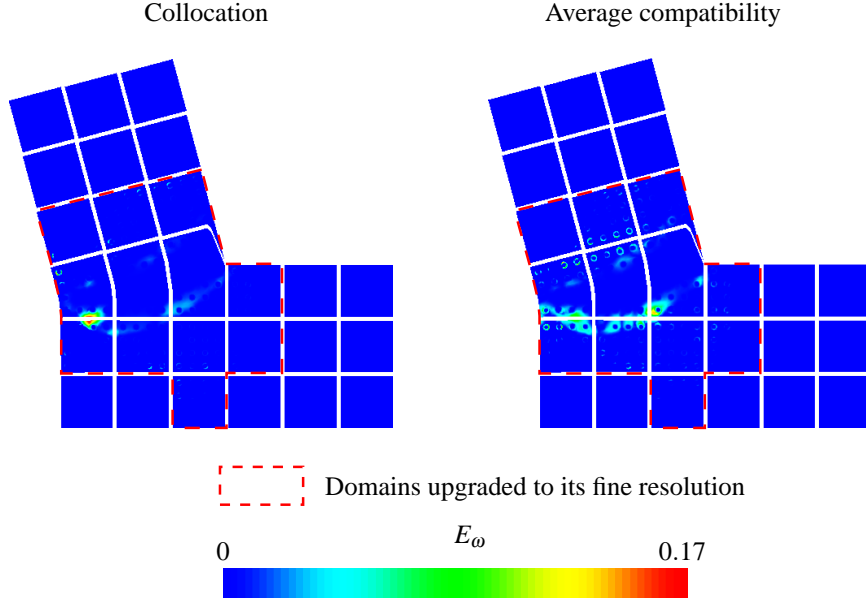 Collocation
Average compatibility
Domains upgraded to its fine resolution
E_ω
0
0.17